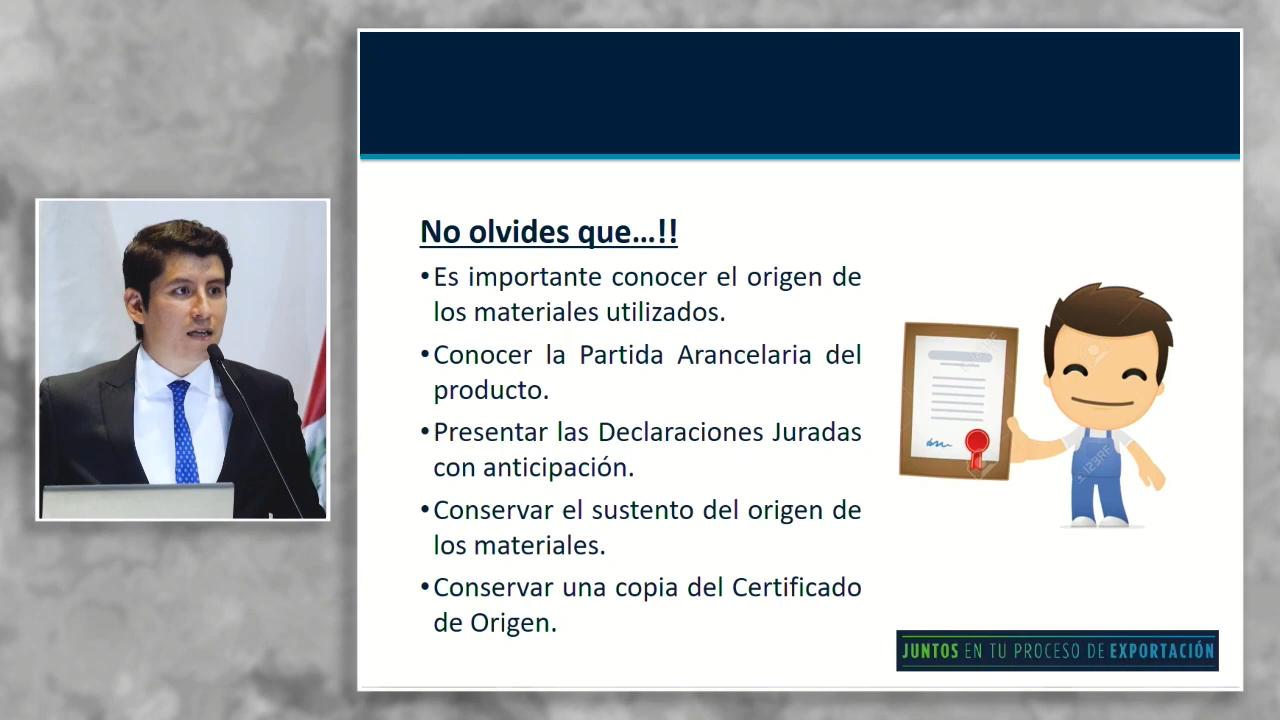 No olvides que...!!
•Es importante conocer el origen de
los materiales utilizados.
•Conocer la Partida Arancelaria del
producto.
•Presentar las Declaraciones Juradas
con anticipación.
•Conservar el sustento del origen de
los materiales.
•Conservar una copia del Certificado
de Origen.
JUNTOS EN TU PROCESO DE EXPORTACIÓN